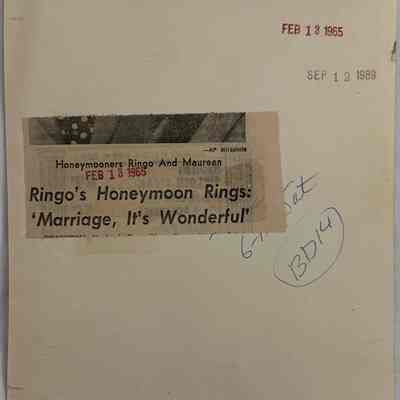 FEB 13 1965
SEP 12 1989
—AP Wirephoto
Honeymooners Ringo And Maureen
FEB 13 1965
Ringo's Honeymoon Rings:
'Marriage, It's Wonderful'
Sat
BD14